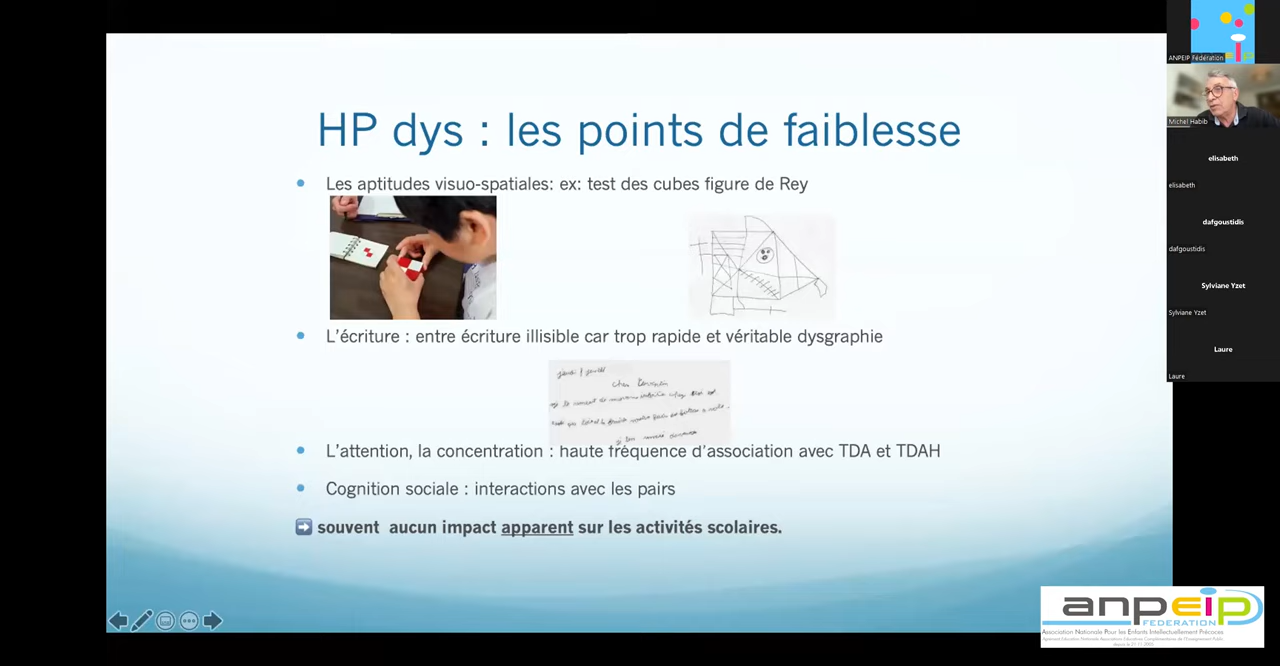 HP dys : les points de faiblesse
Les aptitudes visuo-spatiales: ex: test des cubes figure de Rey
L'écriture : entre écriture illisible car trop rapide et véritable dysgraphie
L'attention, la concentration : haute fréquence d'association avec TDA et TDAH
Cognition sociale : interactions avec les pairs
souvent aucun impact apparent sur les activités scolaires.
ANPEIP Fédération
Michel Habib
elisabeth
elisabeth
dafgoustidis
dafgoustidis
Sylviane Yzet
Sylviane Yzet
Laure
Laure
anpeip
FEDERATION
Association Nationale Pour les Enfants Intellectuellement Précoces